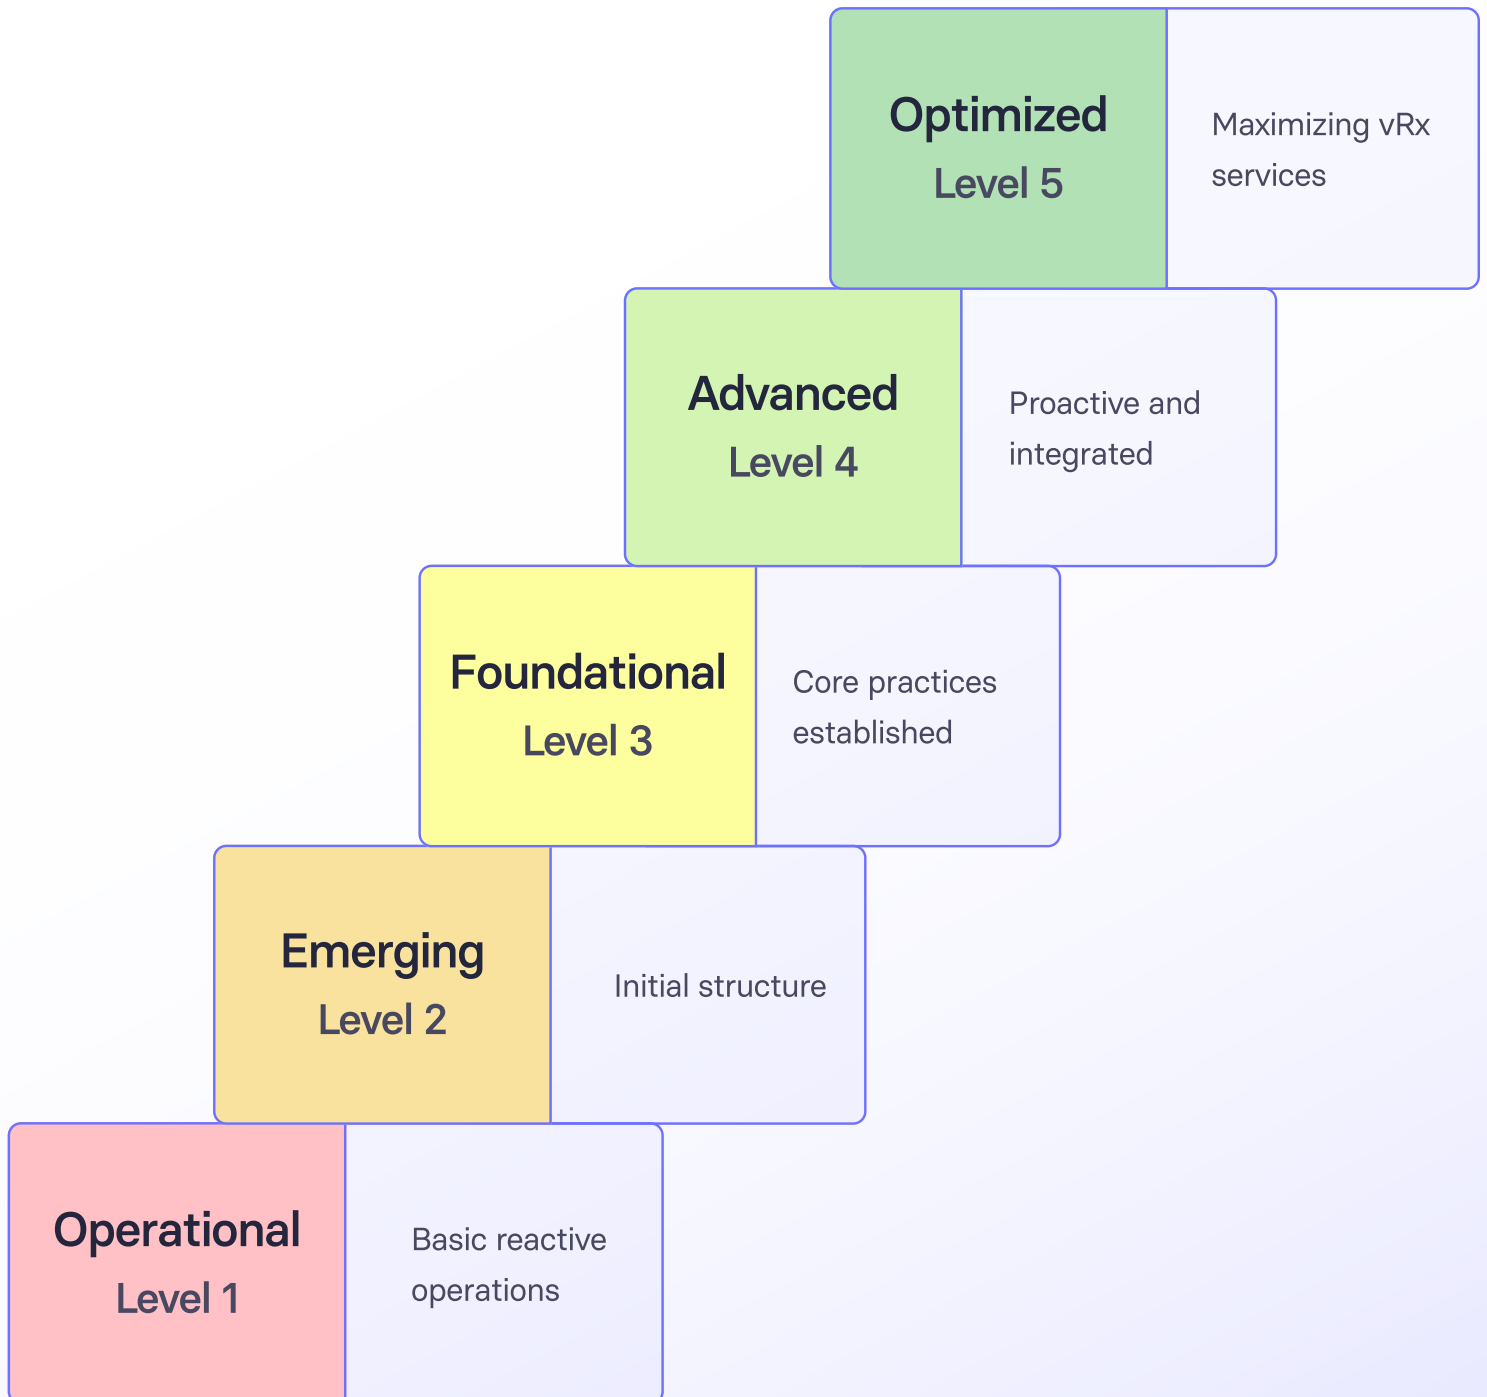 Optimized
Level 5
Maximizing vRx
services
Advanced
Level 4
Proactive and
integrated
Foundational
Level 3
Core practices
established
Emerging
Level 2
Initial structure
Operational
Level 1
Basic reactive
operations